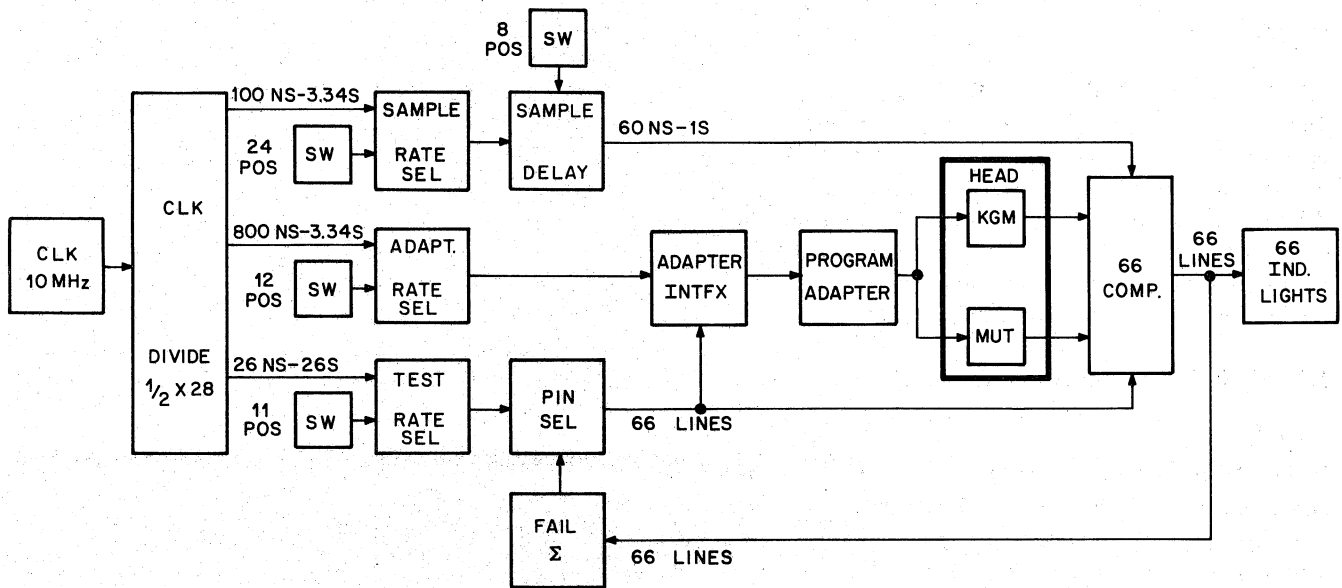 8
POS
SW
100 NS-3.34S
SAMPLE
RATE
SEL
24
POS
SW
SAMPLE
DELAY
60 NS-1S
CLK
10 MHz
CLK
DIVIDE
1/2 X 28
800 NS-3.34S
ADAPT.
RATE
SEL
12
POS
SW
ADAPTER
INTFX
PROGRAM
ADAPTER
HEAD
KGM
MUT
66
COMP.
66
LINES
66
IND.
LIGHTS
26 NS-26S
TEST
RATE
SEL
11
POS
SW
PIN
SEL
66 LINES
FAIL
Σ
66 LINES